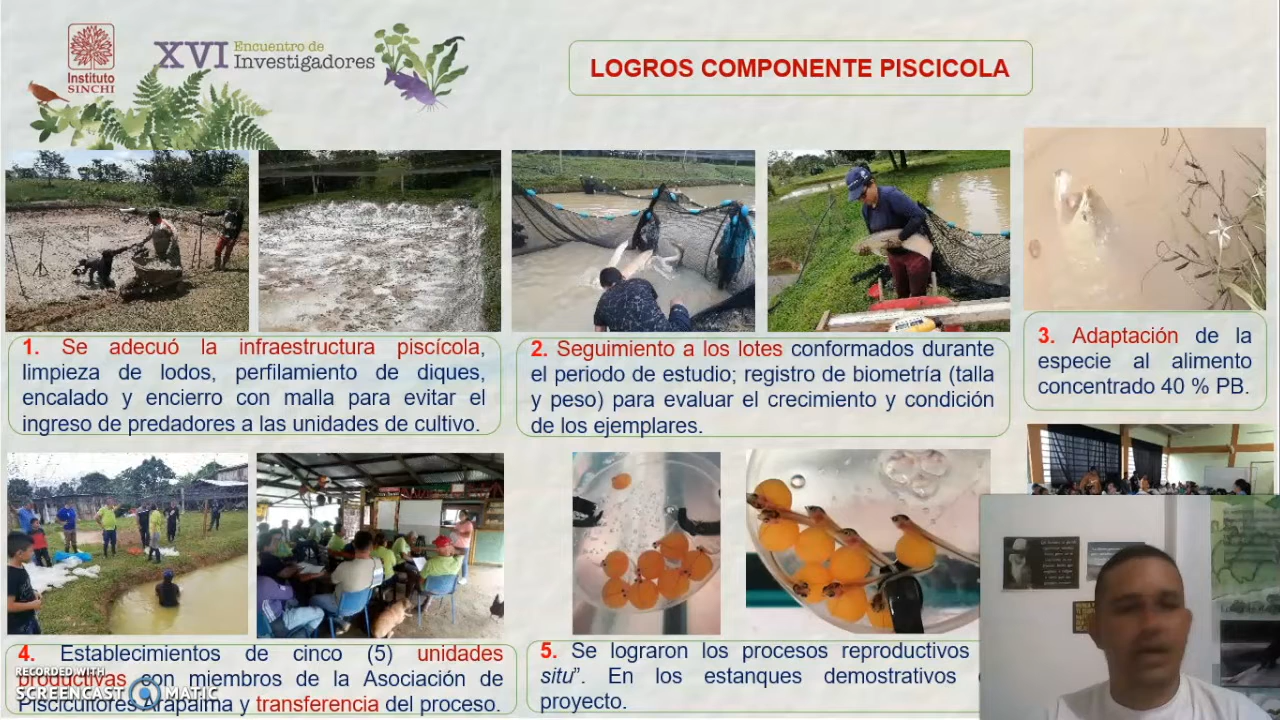 Instituto
SINCHI
XVI Encuentro de
Investigadores
LOGROS COMPONENTE PISCICOLA
1. Se adecuó la infraestructura piscícola,
limpieza de lodos, perfilamiento de diques,
encalado y encierro con malla para evitar el
ingreso de predadores a las unidades de cultivo.
2. Seguimiento a los lotes conformados durante
el periodo de estudio; registro de biometría (talla
y peso) para evaluar el crecimiento y condición
de los ejemplares.
3. Adaptación de la
especie al alimento
concentrado 40 % PB.
4. Establecimientos de cinco (5) unidades
productivas con miembros de la Asociación de
Piscicultores Arapaima y transferencia del proceso.
RECORDED WITH
SCREENCAST MATIC
5. Se lograron los procesos reproductivos
situ". En los estanques demostrativos
proyecto.